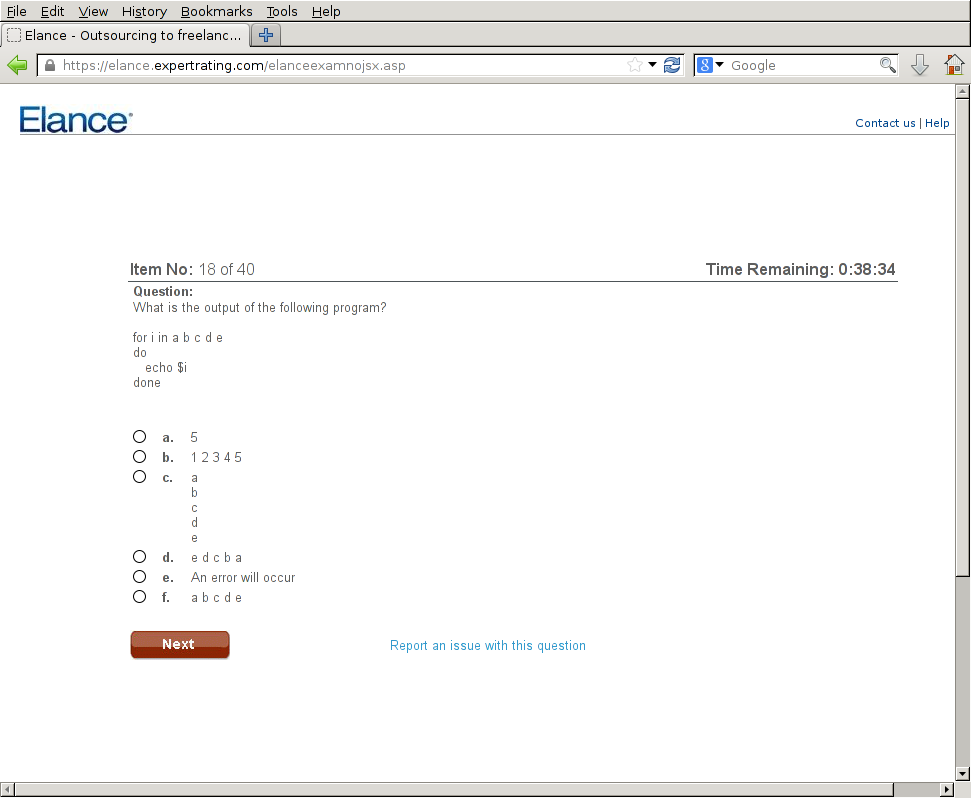 File Edit View History Bookmarks Tools Help
Elance - Outsourcing to freelanc...
https://elance.expertrating.com/elanceexamnojsx.asp
8 Google
Elance
Contact us | Help
Item No: 18 of 40 Time Remaining: 0:38:34
Question:
What is the output of the following program?
for i in a b c d e
do
echo $i
done
a. 5
b. 1 2 3 4 5
c. a
b
c
d
e
d. e d c b a
e. An error will occur
f. a b c d e
Next Report an issue with this question